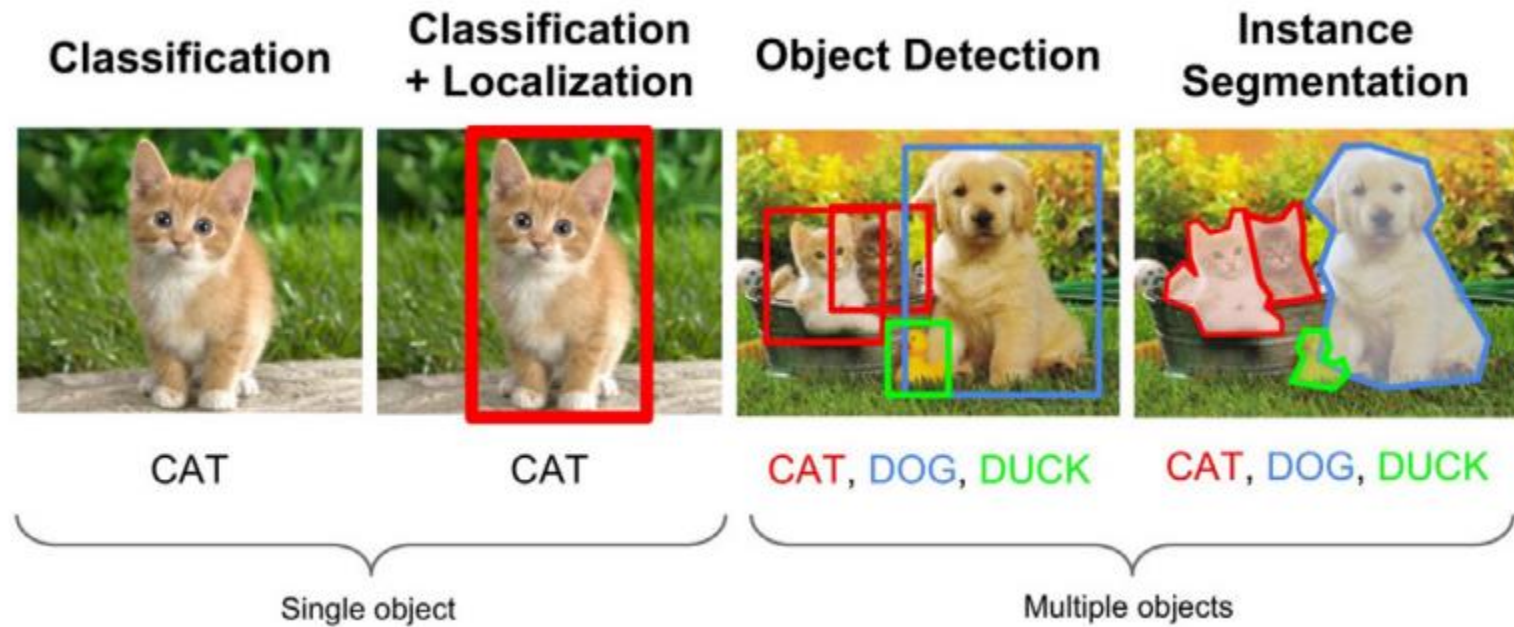 Classification
Classification
+ Localization
Object Detection
Instance
Segmentation
CAT
CAT
CAT, DOG, DUCK
CAT, DOG, DUCK
Single object
Multiple objects